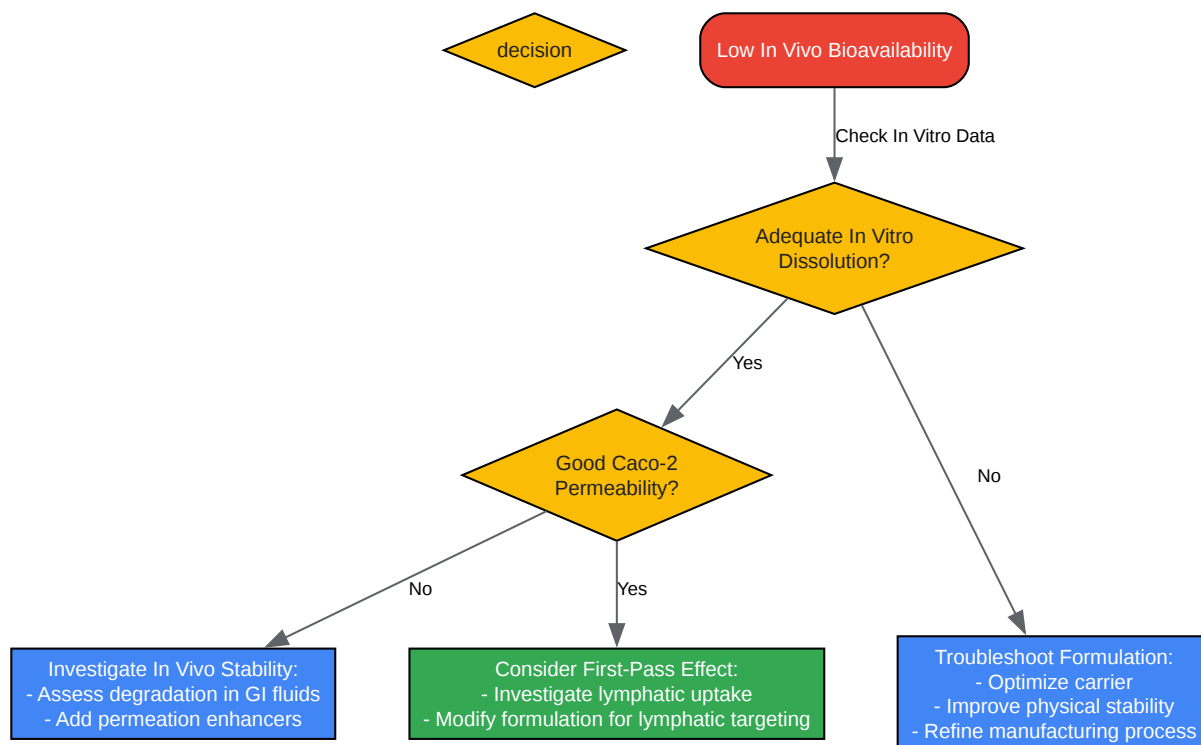 decision
Low In Vivo Bioavailability
Check In Vitro Data
Adequate In Vitro
Dissolution?
Yes
No
Good Caco-2
Permeability?
No
Yes
Investigate In Vivo Stability:
- Assess degradation in GI fluids
- Add permeation enhancers
Consider First-Pass Effect:
- Investigate lymphatic uptake
- Modify formulation for lymphatic targeting
Troubleshoot Formulation:
- Optimize carrier
- Improve physical stability
- Refine manufacturing process